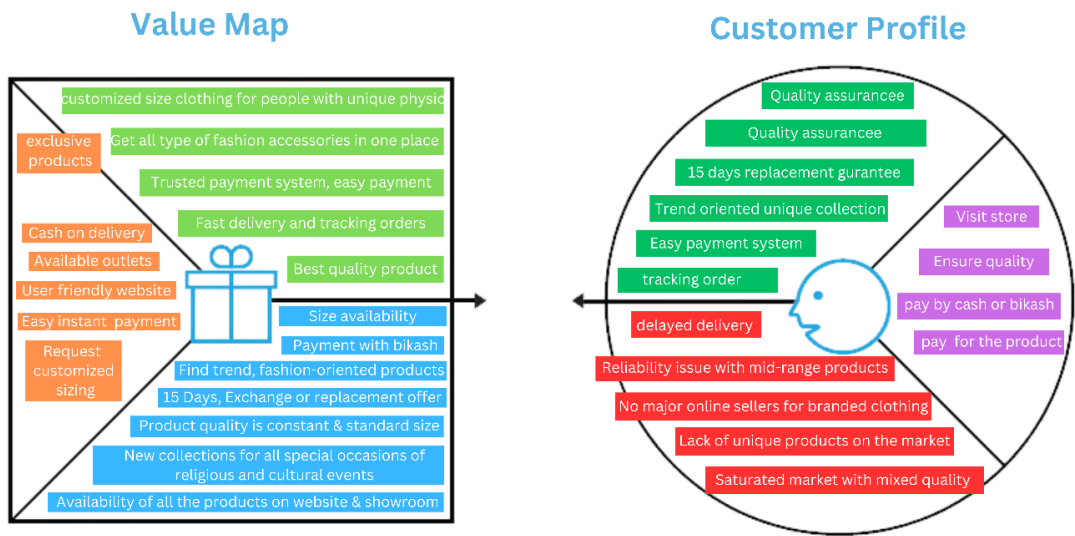 Value Map
customized size clothing for people with unique physic
exclusive
products
Get all type of fashion accessories in one place
Trusted payment system, easy payment
Fast delivery and tracking orders
Cash on delivery
Available outlets
Best quality product
User friendly website
Easy instant payment
Size availability
Request
customized
sizing
Payment with bikash
Find trend, fashion-oriented products
15 Days, Exchange or replacement offer
Product quality is constant & standard size
New collections for all special occasions of
religious and cultural events
Availability of all the products on website & showroom
Customer Profile
Quality assurancee
Quality assurancee
15 days replacement gurantee
Trend oriented unique collection
Easy payment system
tracking order
Visit store
Ensure quality
pay by cash or bikash
pay for the product
delayed delivery
Reliability issue with mid-range products
No major online sellers for branded clothing
Lack of unique products on the market
Saturated market with mixed quality